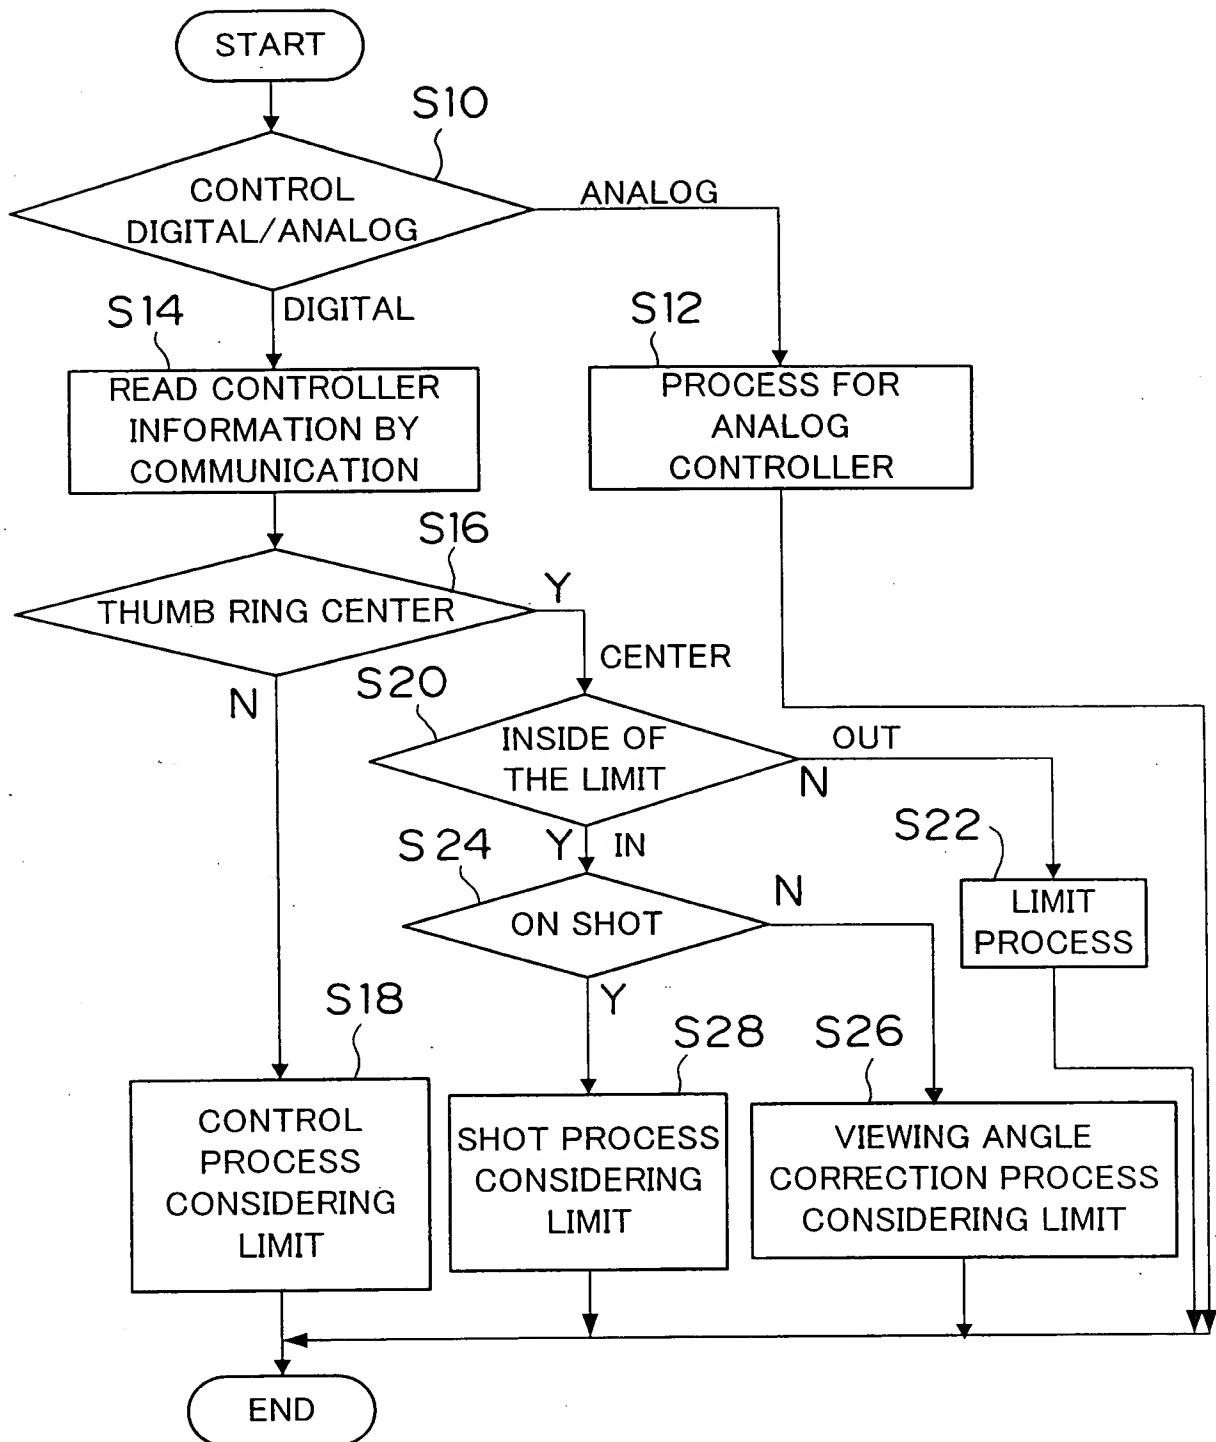 START
S10
CONTROL
DIGITAL/ANALOG
ANALOG
DIGITAL
S14
READ CONTROLLER
INFORMATION BY
COMMUNICATION
S12
PROCESS FOR
ANALOG
CONTROLLER
S16
THUMB RING CENTER
Y
N
CENTER
S20
INSIDE OF
THE LIMIT
OUT
N
Y IN
S22
LIMIT
PROCESS
S24
ON SHOT
N
Y
S18
CONTROL
PROCESS
CONSIDERING
LIMIT
S28
SHOT PROCESS
CONSIDERING
LIMIT
S26
VIEWING ANGLE
CORRECTION PROCESS
CONSIDERING LIMIT
END